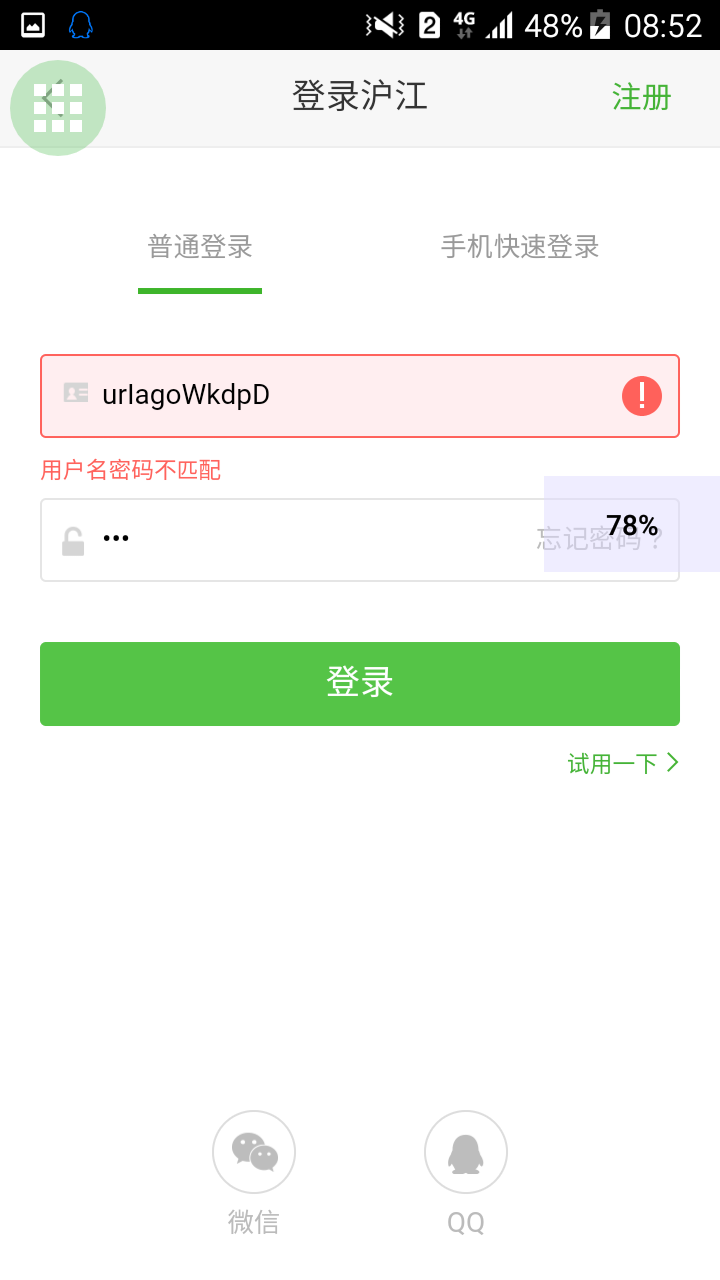 2 4G 48% 08:52
登录沪江
注册
普通登录
手机快速登录
urIagoWkdpD
用户名密码不匹配
•••
忘记密码？
78%
登录
试用一下
微信
QQ